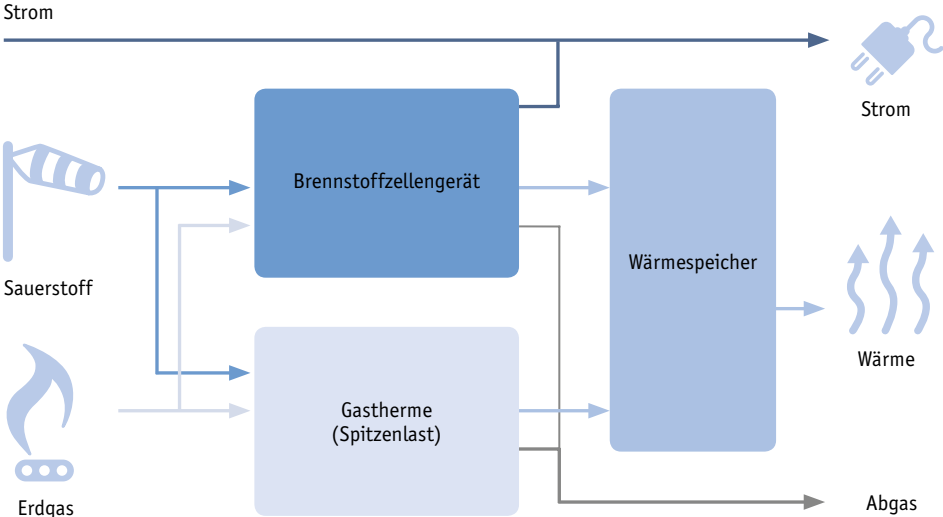 Strom
Strom
Brennstoffzellengerät
Sauerstoff
Wärmespeicher
Wärme
Gastherme
(Spitzenlast)
Erdgas
Abgas